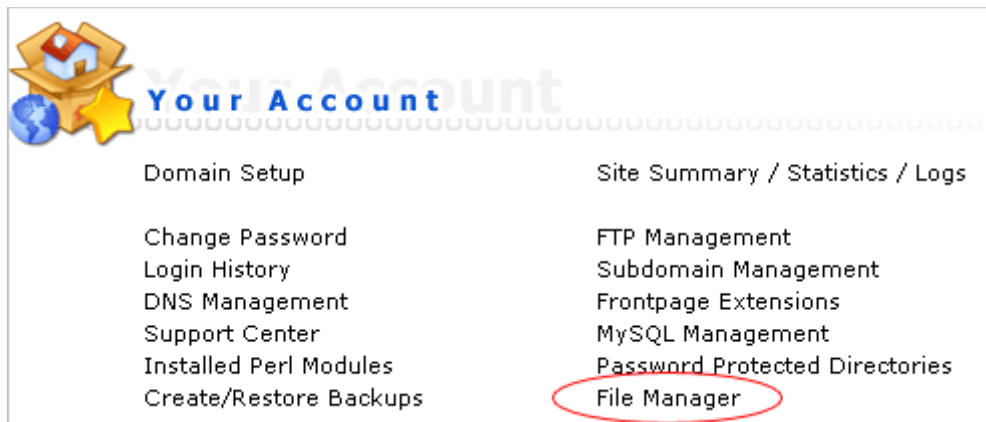 Your Account
Domain Setup
Site Summary / Statistics / Logs
Change Password
FTP Management
Login History
Subdomain Management
DNS Management
Frontpage Extensions
Support Center
MySQL Management
Installed Perl Modules
Password Protected Directories
Create/Restore Backups
File Manager